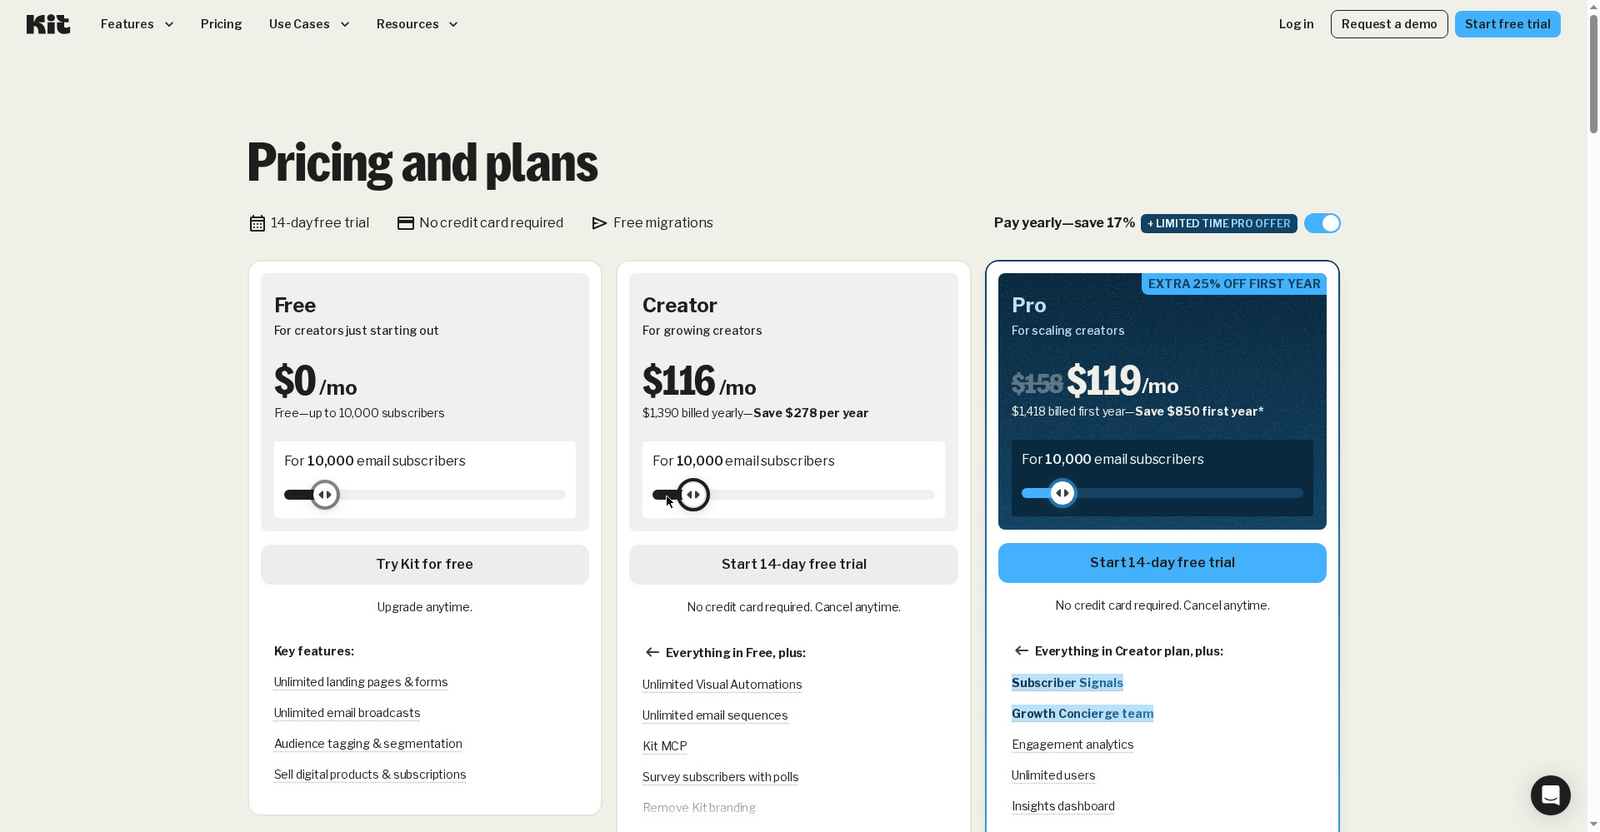 Kit
Features
Pricing
Use Cases
Resources
Log in
Request a demo
Start free trial
Pricing and plans
14-day free trial
No credit card required
Free migrations
Pay yearly—save 17%
+ LIMITED TIME PRO OFFER
Free
For creators just starting out
$0 /mo
Free—up to 10,000 subscribers
For 10,000 email subscribers
Try Kit for free
Upgrade anytime.
Key features:
Unlimited landing pages & forms
Unlimited email broadcasts
Audience tagging & segmentation
Sell digital products & subscriptions
Creator
For growing creators
$116 /mo
$1,390 billed yearly—Save $278 per year
For 10,000 email subscribers
Start 14-day free trial
No credit card required. Cancel anytime.
Everything in Free, plus:
Unlimited Visual Automations
Unlimited email sequences
Kit MCP
Survey subscribers with polls
Remove Kit branding
EXTRA 25% OFF FIRST YEAR
Pro
For scaling creators
$158 $119/mo
$1,418 billed first year—Save $850 first year*
For 10,000 email subscribers
Start 14-day free trial
No credit card required. Cancel anytime.
Everything in Creator plan, plus:
Subscriber Signals
Growth Concierge team
Engagement analytics
Unlimited users
Insights dashboard